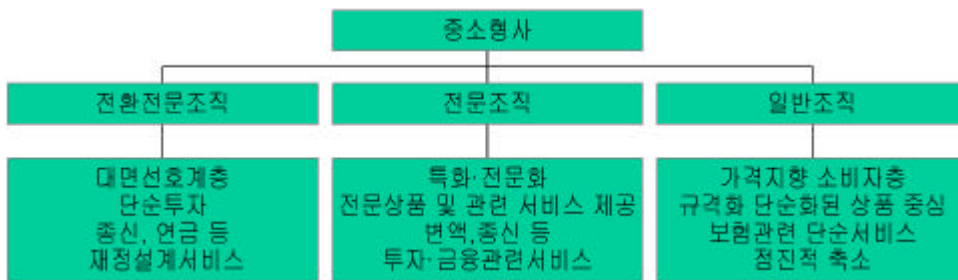 중소형사
전환전문조직
전문조직
일반조직
대면선호계층
단순투자
종신, 연금 등
재정설계서비스
특화·전문화
전문상품 및 관련 서비스 제공
변액,종신 등
투자·금융관련서비스
가격지향 소비자층
규격화 단순화된 상품 중심
보험관련 단순서비스
점진적 축소